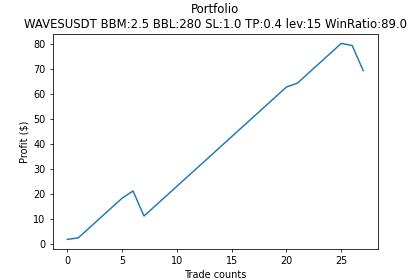 Portfolio
WAVESUSDT BBM:2.5 BBL:280 SL:1.0 TP:0.4 lev:15 WinRatio:89.0
80
70
60
50
40
30
20
10
0
Profit ($)
0 5 10 15 20 25
Trade counts